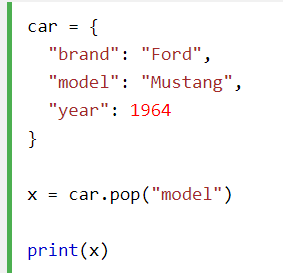 car = {
  "brand": "Ford",
  "model": "Mustang",
  "year": 1964
}

x = car.pop("model")

print(x)